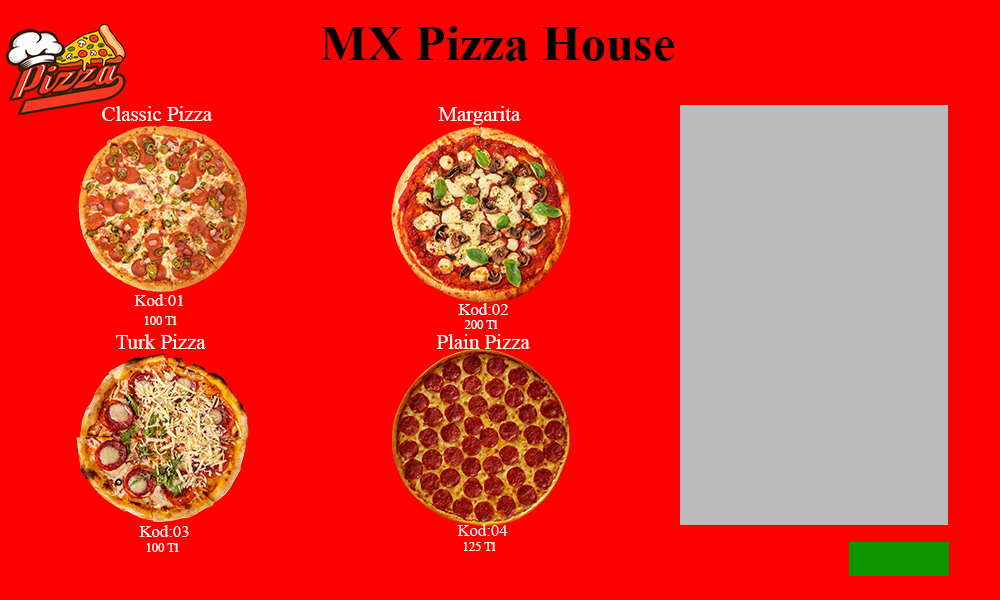 MX Pizza House
Pizza
Classic Pizza
Margarita
Kod:01
100 Tl
Kod:02
200 Tl
Turk Pizza
Plain Pizza
Kod:03
100 Tl
Kod:04
125 Tl